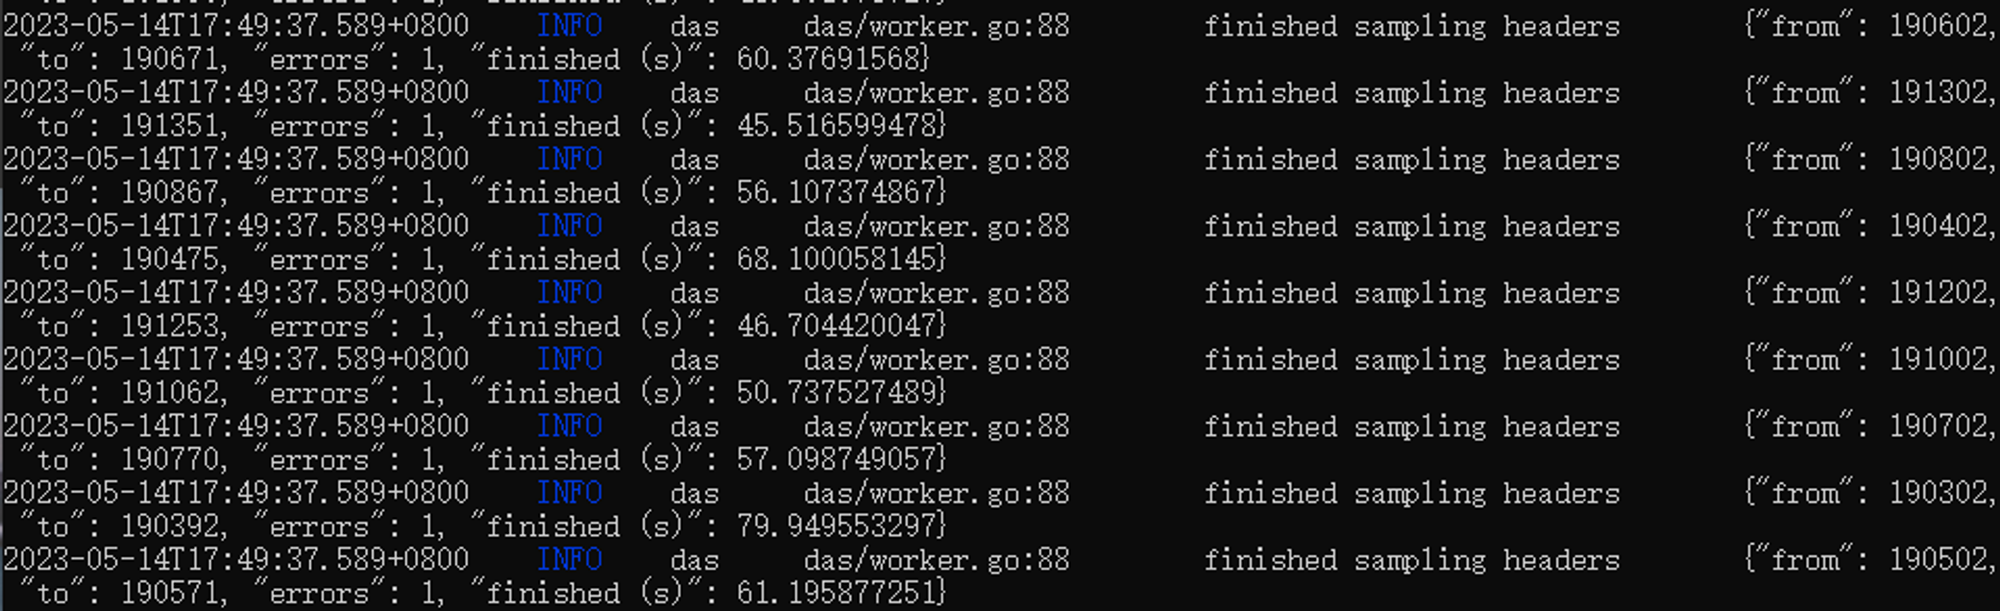 2023-05-14T17:49:37.589+0800 INFO das das/worker.go:88 finished sampling headers {"from": 190602,
"to": 190671, "errors": 1, "finished (s)": 60.37691568}
2023-05-14T17:49:37.589+0800 INFO das das/worker.go:88 finished sampling headers {"from": 191302,
"to": 191351, "errors": 1, "finished (s)": 45.516599478}
2023-05-14T17:49:37.589+0800 INFO das das/worker.go:88 finished sampling headers {"from": 190802,
"to": 190867, "errors": 1, "finished (s)": 56.107374867}
2023-05-14T17:49:37.589+0800 INFO das das/worker.go:88 finished sampling headers {"from": 190402,
"to": 190475, "errors": 1, "finished (s)": 68.100058145}
2023-05-14T17:49:37.589+0800 INFO das das/worker.go:88 finished sampling headers {"from": 191202,
"to": 191253, "errors": 1, "finished (s)": 46.704420047}
2023-05-14T17:49:37.589+0800 INFO das das/worker.go:88 finished sampling headers {"from": 191002,
"to": 191062, "errors": 1, "finished (s)": 50.737527489}
2023-05-14T17:49:37.589+0800 INFO das das/worker.go:88 finished sampling headers {"from": 190702,
"to": 190770, "errors": 1, "finished (s)": 57.098749057}
2023-05-14T17:49:37.589+0800 INFO das das/worker.go:88 finished sampling headers {"from": 190302,
"to": 190392, "errors": 1, "finished (s)": 79.949553297}
2023-05-14T17:49:37.589+0800 INFO das das/worker.go:88 finished sampling headers {"from": 190502,
"to": 190571, "errors": 1, "finished (s)": 61.195877251}